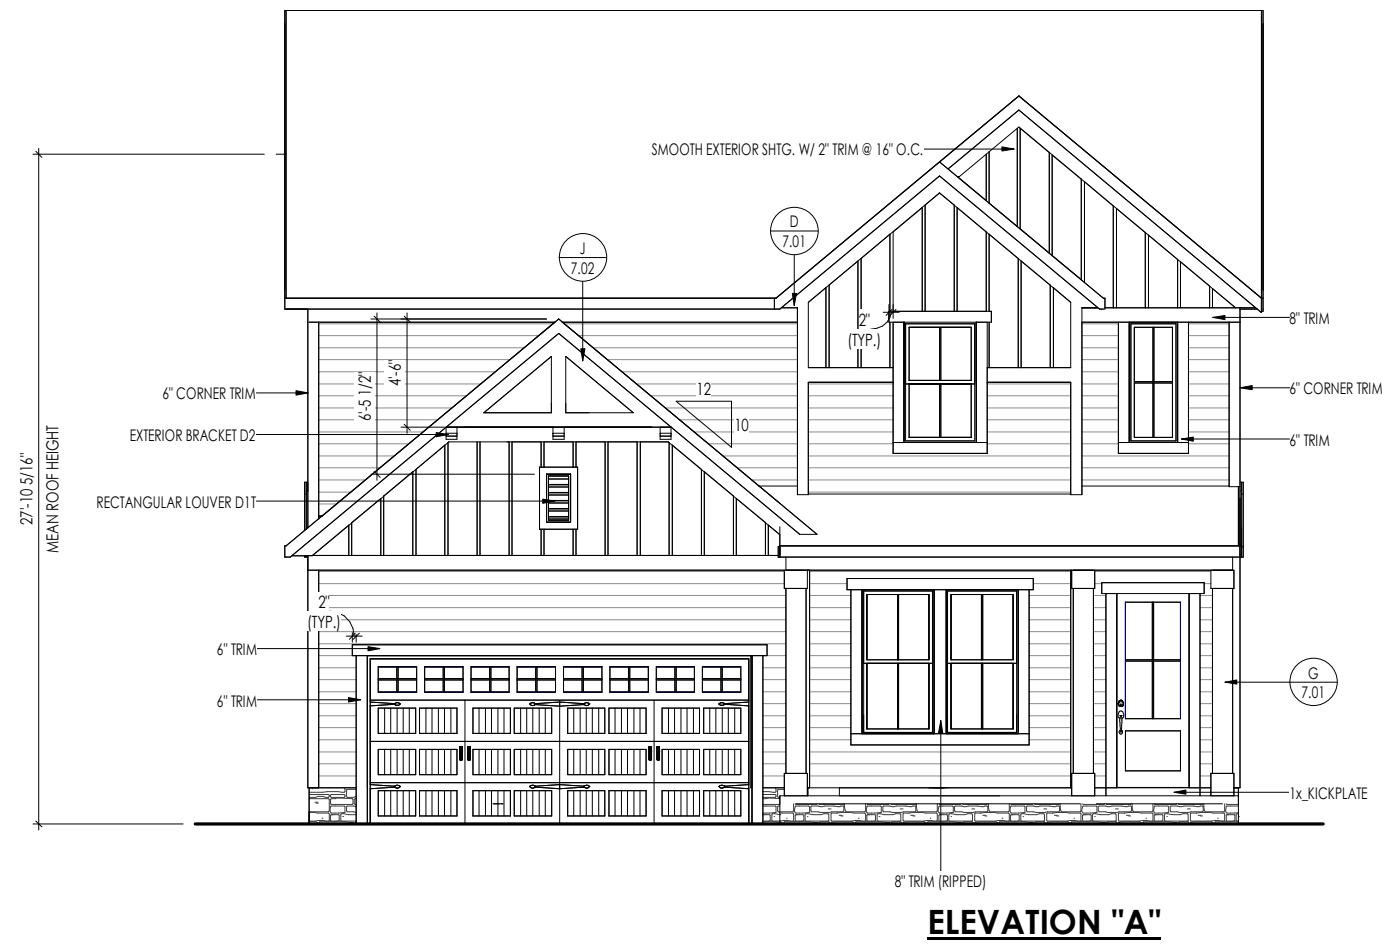 SMOOTH EXTERIOR SHTG. W/ 2" TRIM @ 16" O.C.
D
7.01
J
7.02
2"
(TYP.)
8" TRIM
6'-5 1/2"
4'-6"
12
10
6" CORNER TRIM
6" CORNER TRIM
EXTERIOR BRACKET D2
6" TRIM
27'-10 5/16"
MEAN ROOF HEIGHT
RECTANGULAR LOUVER D1T
2"
(TYP.)
6" TRIM
6" TRIM
G
7.01
1x_KICKPLATE
8" TRIM (RIPPED)
ELEVATION "A"